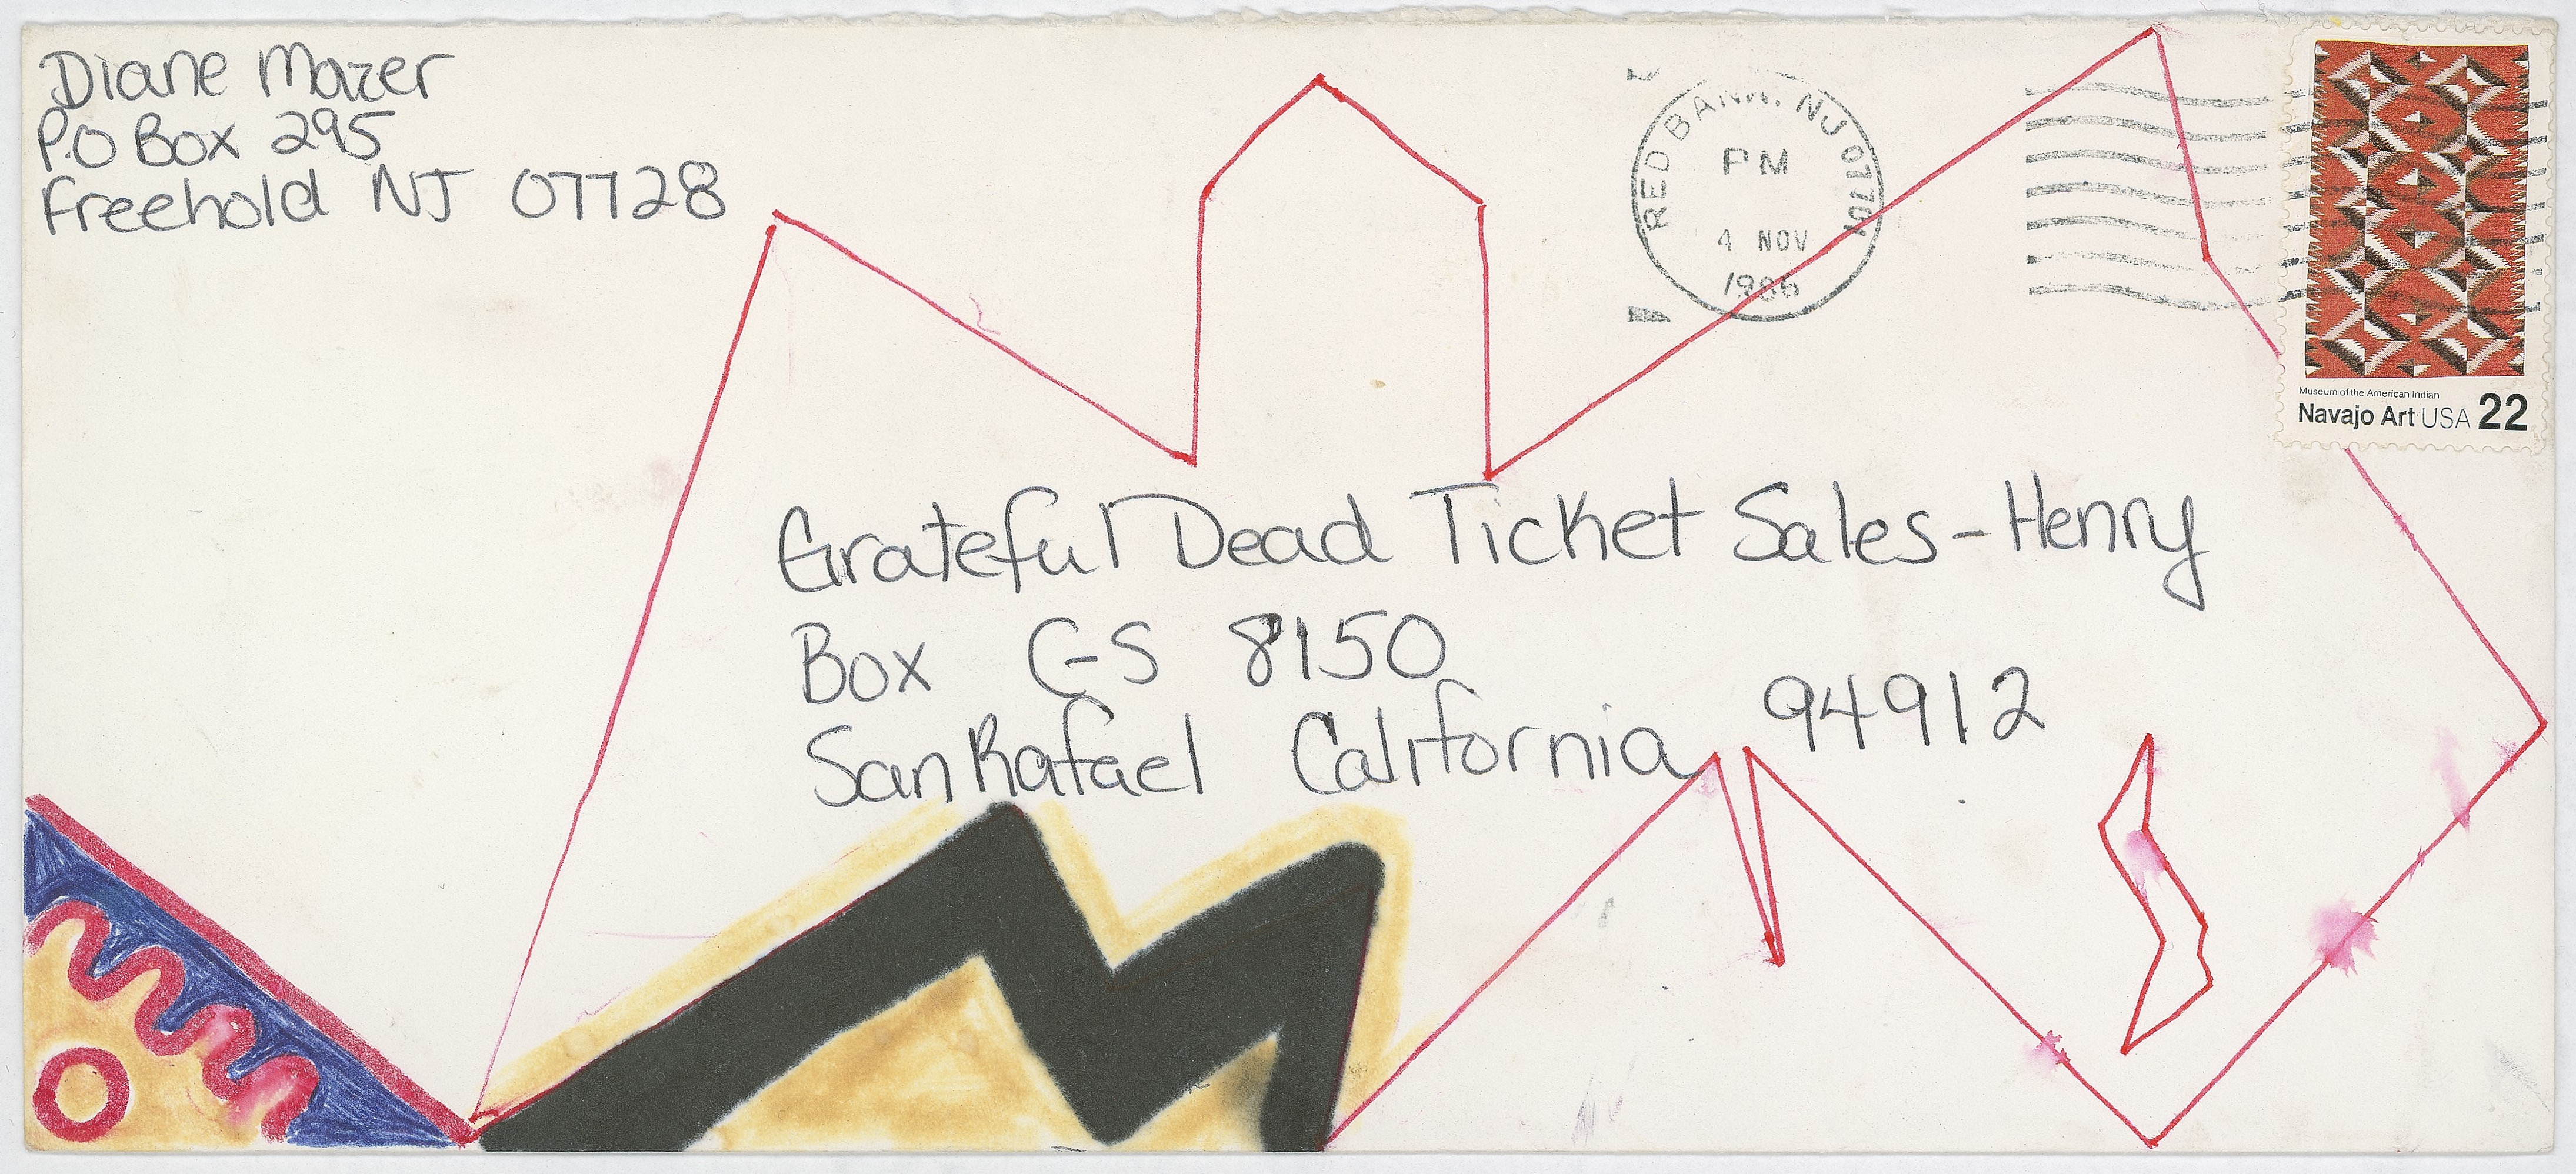 Diane Mazer
P.O Box 295
Freehold NJ 07728
RED BANK, NJ 07701
PM
4 NOV
1986
Museum of the American Indian
Navajo Art USA 22
Grateful Dead Ticket Sales-Henry
Box G-S 8150
San Rafael California 94912